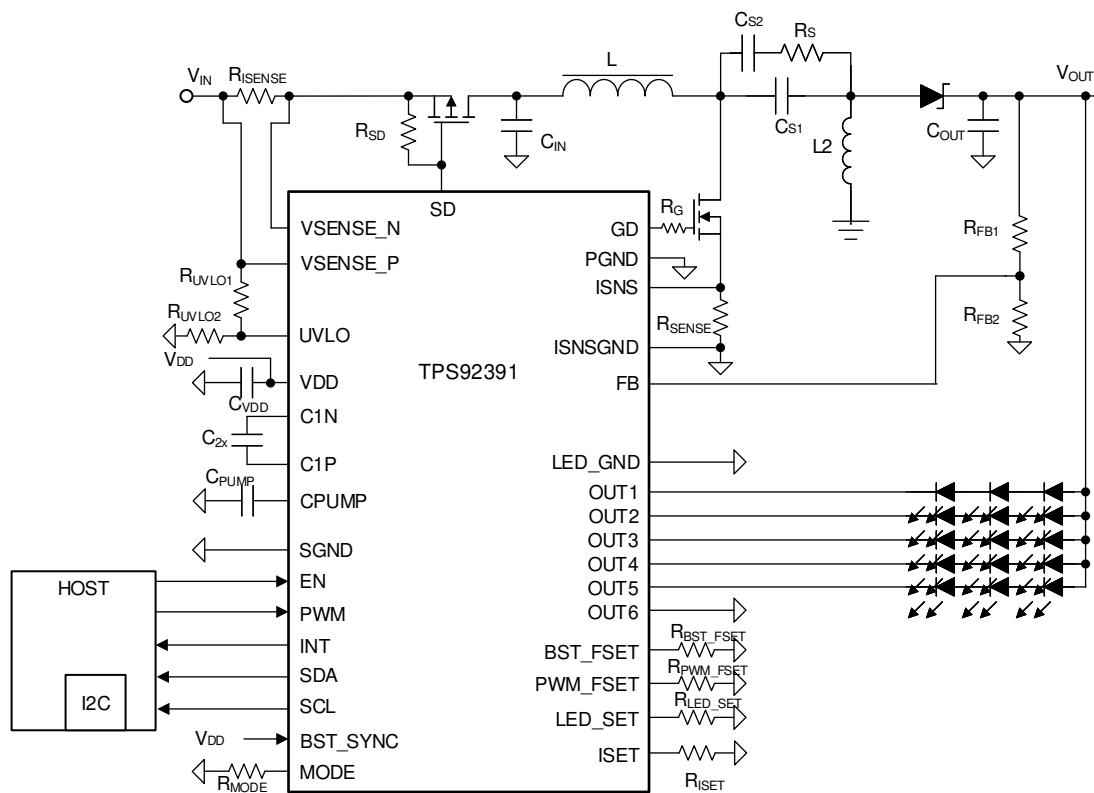 CS2
RS
VIN
RISENSE
L
VOUT
RSD
CIN
CS1
L2
COUT
SD
RG
GD
VSENSE_N
PGND
VSENSE_P
ISNS
RUVLO1
RFB1
RUVLO2
RSENSE
RFB2
UVLO
ISNSGND
VDD
TPS92391
VDD
FB
CVDD
C1N
C2x
C1P
LED_GND
CPUMP
CPUMP
OUT1
OUT2
OUT3
SGND
OUT4
HOST
EN
OUT5
PWM
OUT6
INT
RBST_FSET
BST_FSET
SDA
RPWM_FSET
PWM_FSET
I2C
SCL
RLED_SET
LED_SET
VDD
BST_SYNC
ISET
MODE
RMODE
RISET